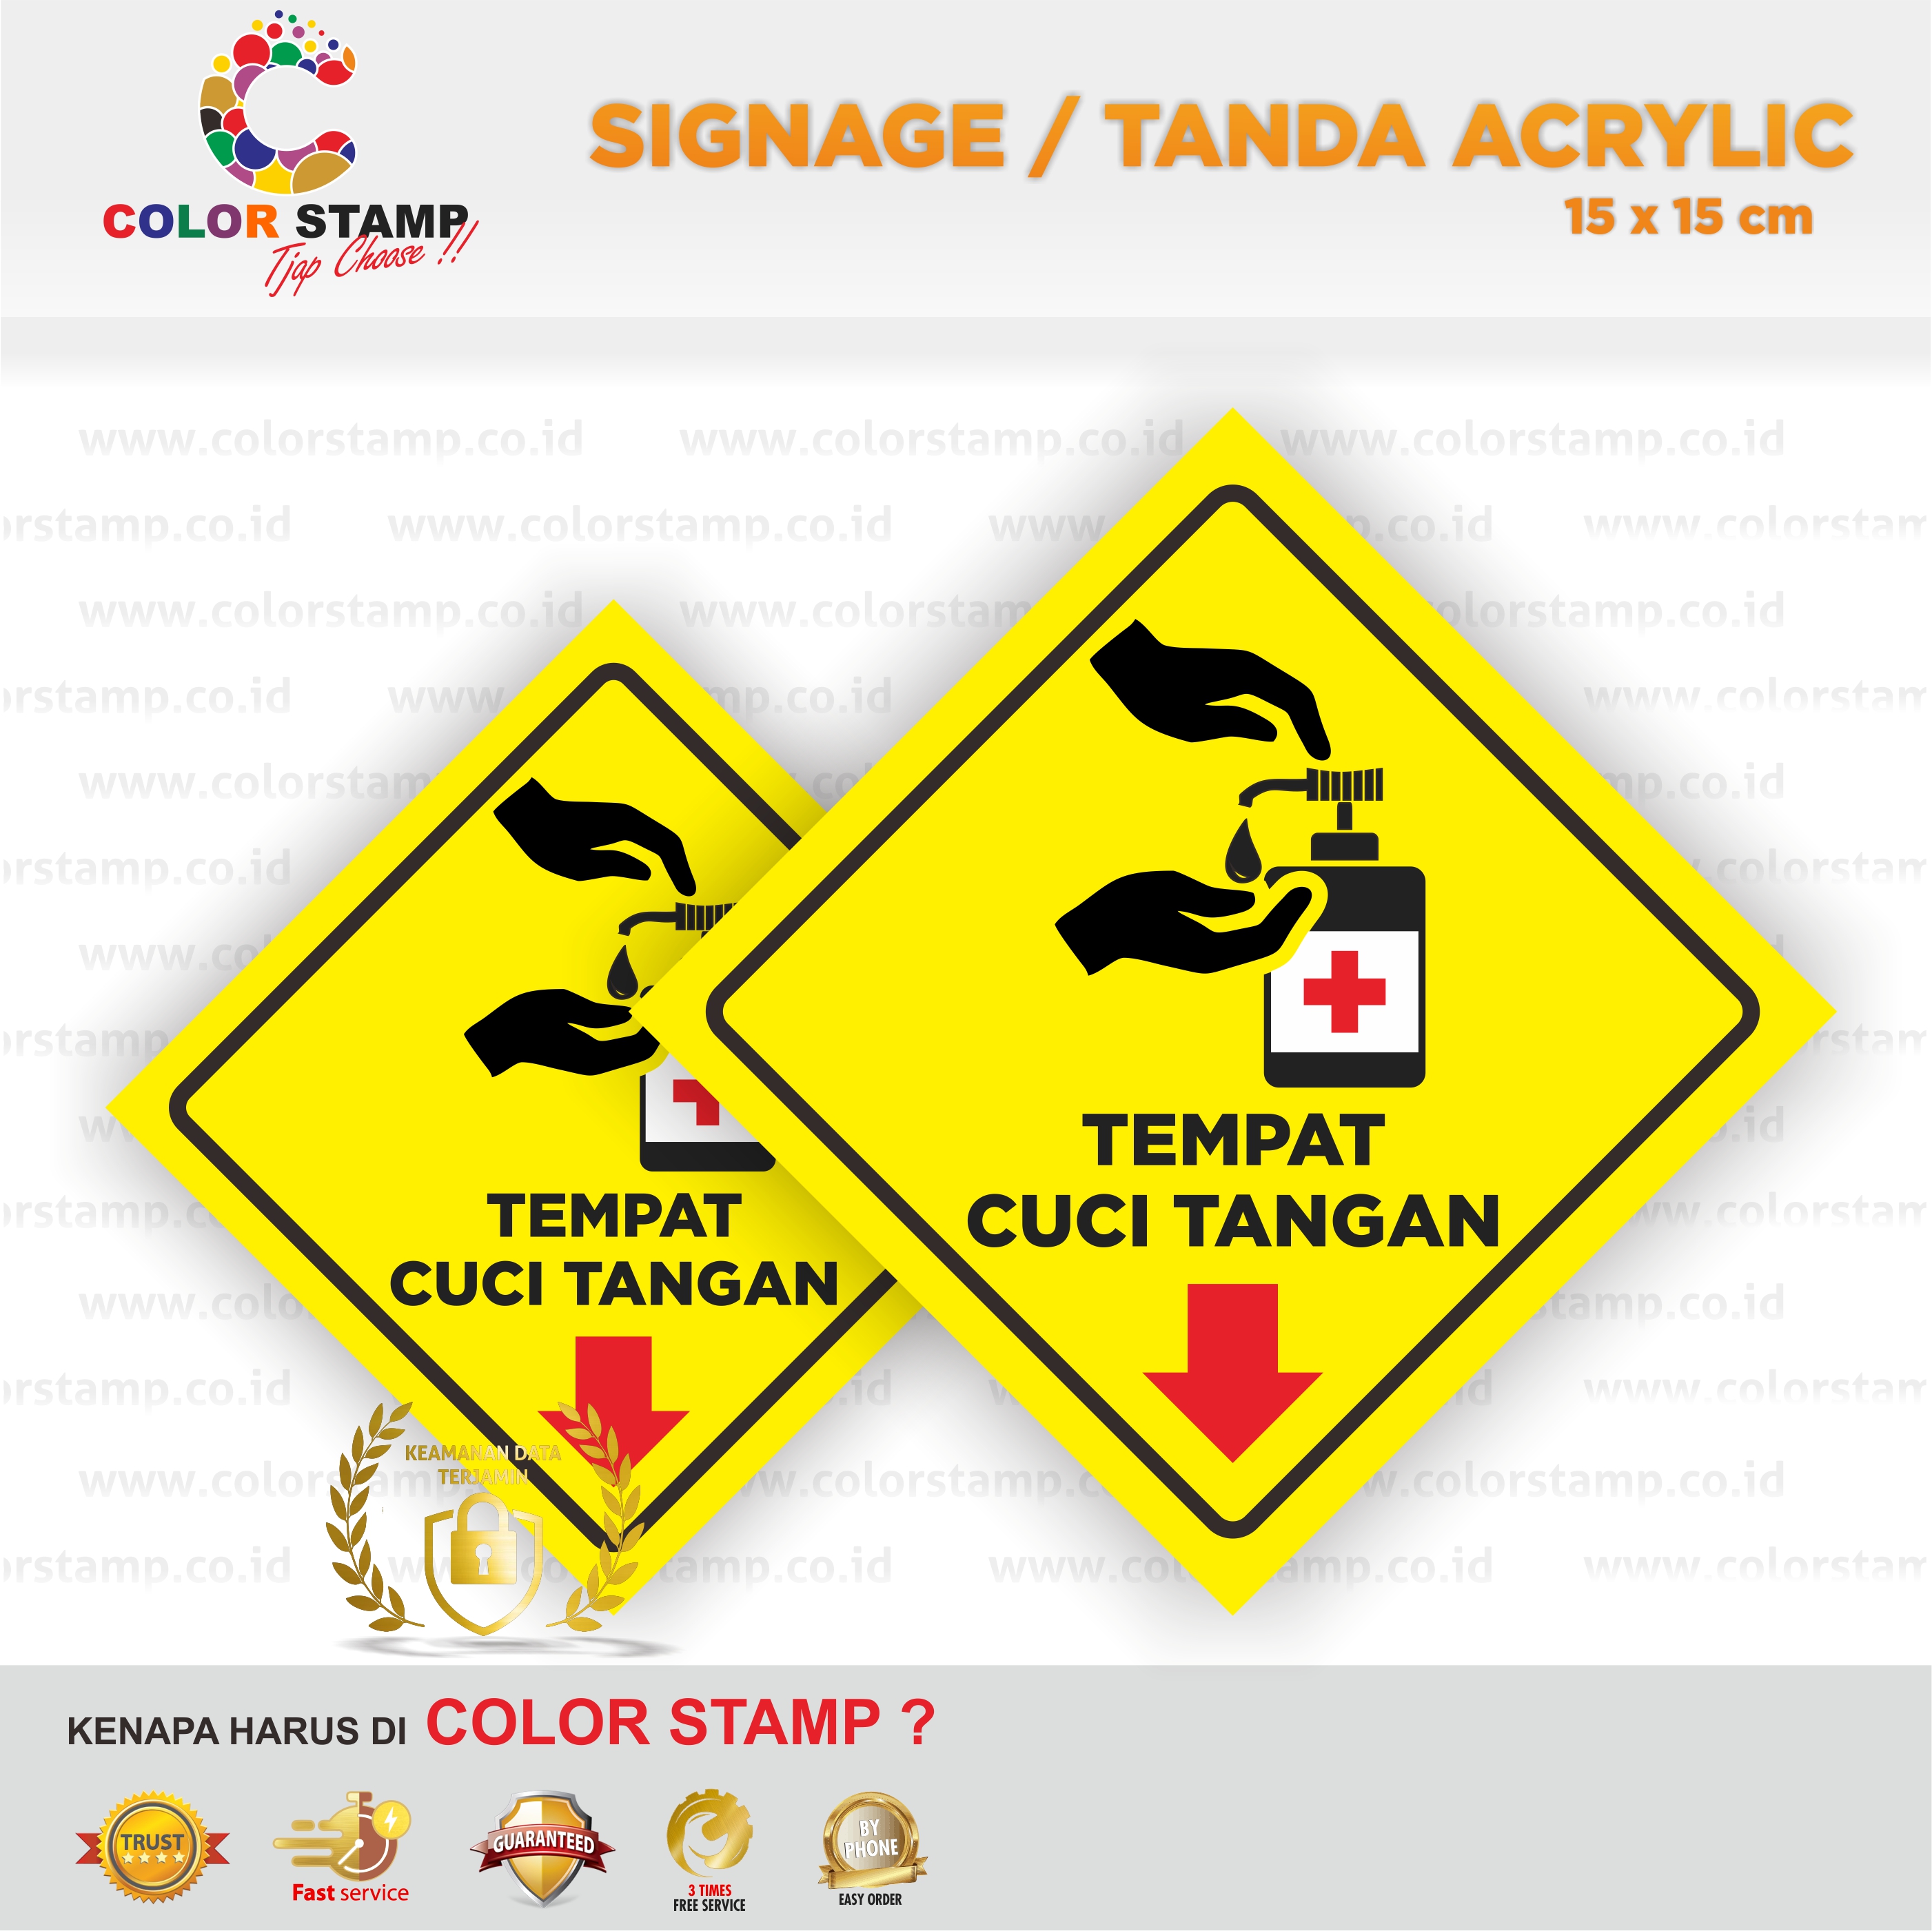 COLOR STAMP
Tjap Choose !!
SIGNAGE / TANDA ACRYLIC
15 x 15 cm
www.colorstamp.co.id
TEMPAT
CUCI TANGAN
TEMPAT
CUCI TANGAN
KEAMANAN DATA
TERJAMIN
KENAPA HARUS DI COLOR STAMP ?
TRUST
Fast service
GUARANTEED
3 TIMES
FREE SERVICE
BY
PHONE
EASY ORDER